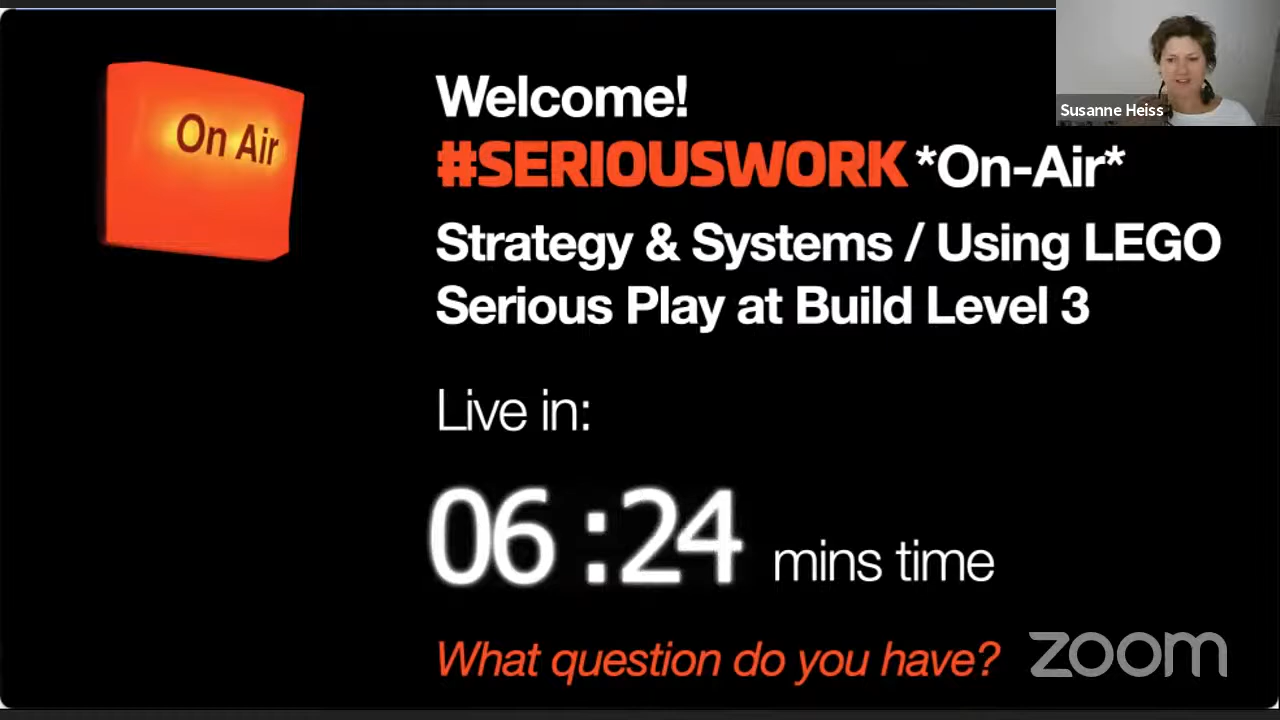 On Air
Welcome!
#SERIOUSWORK *On-Air*
Strategy & Systems / Using LEGO
Serious Play at Build Level 3
Live in:
06:24 mins time
What question do you have?
Susanne Heiss
zoom